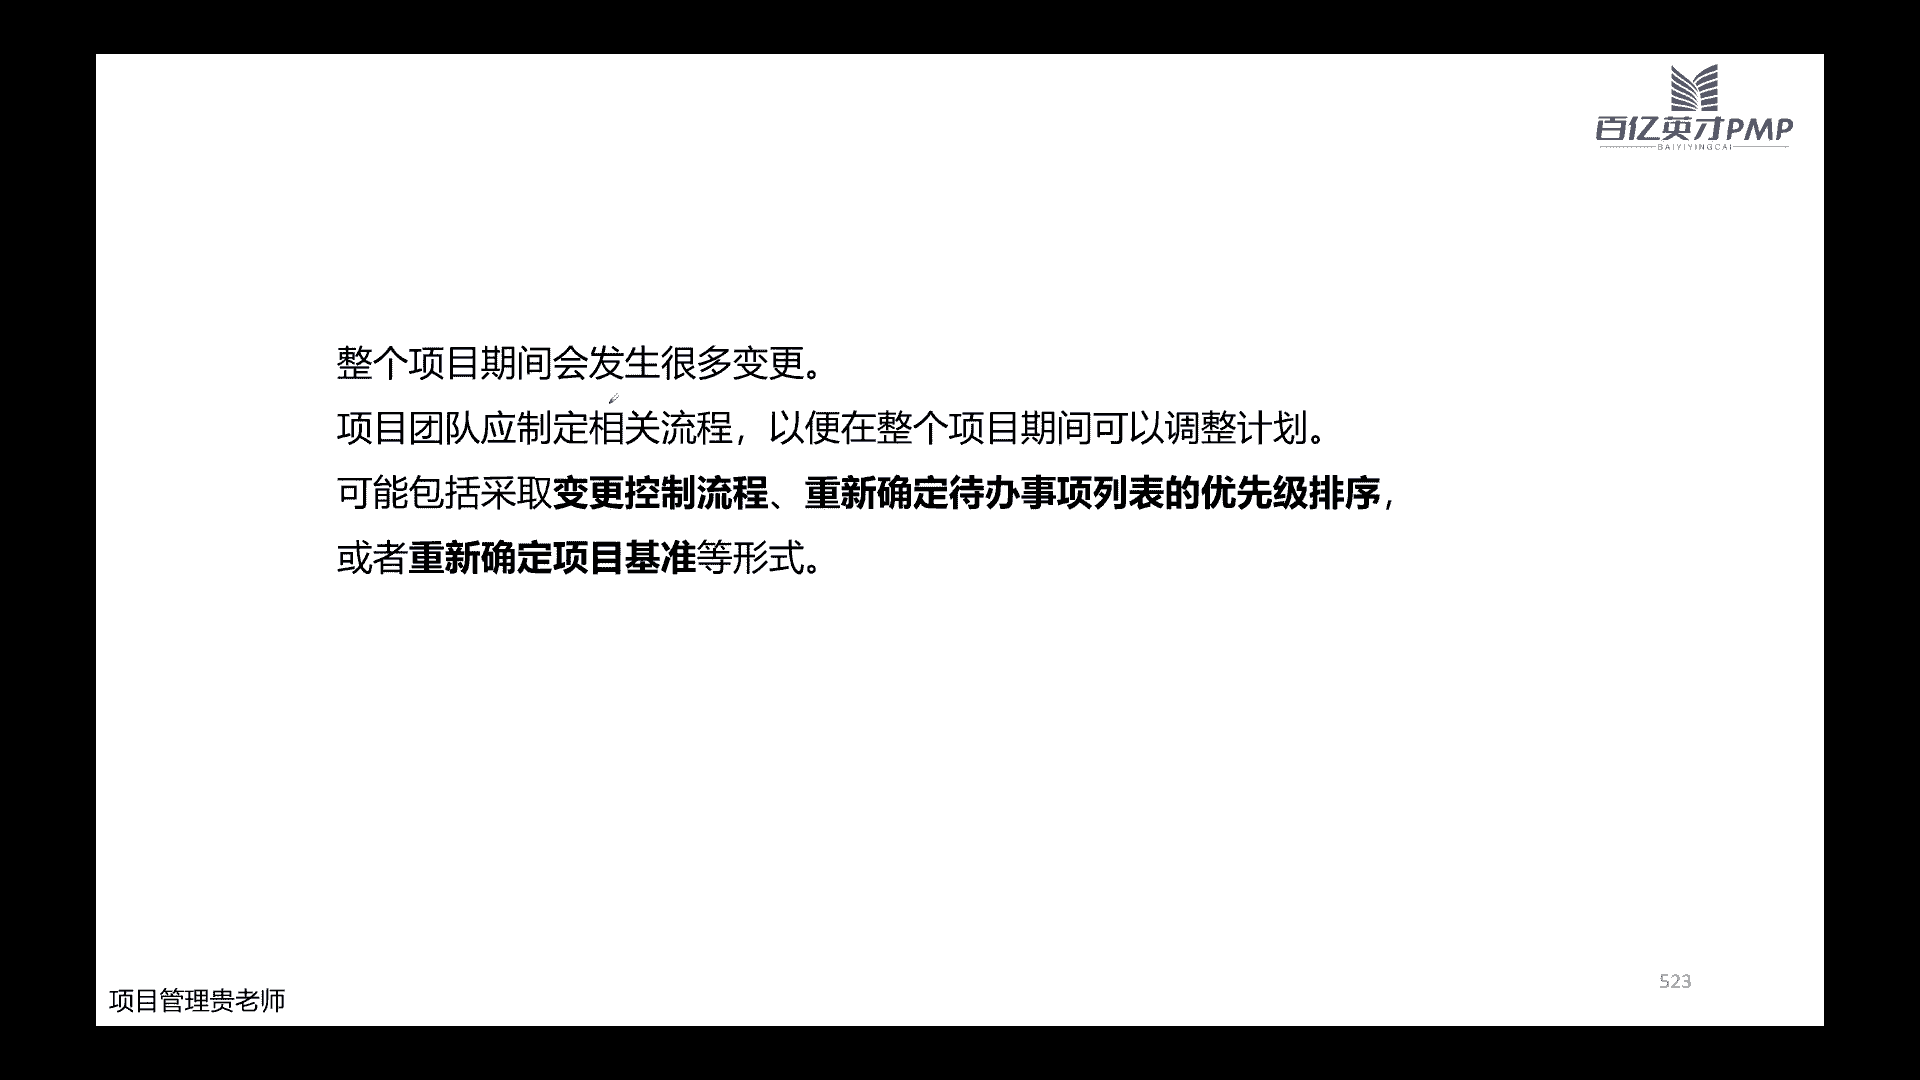 百亿英才PMP
BAIYIYINGCAI
整个项目期间会发生很多变更。
项目团队应制定相关流程，以便在整个项目期间可以调整计划。
可能包括采取变更控制流程、重新确定待办事项列表的优先级排序，
或者重新确定项目基准等形式。
523
项目管理贵老师